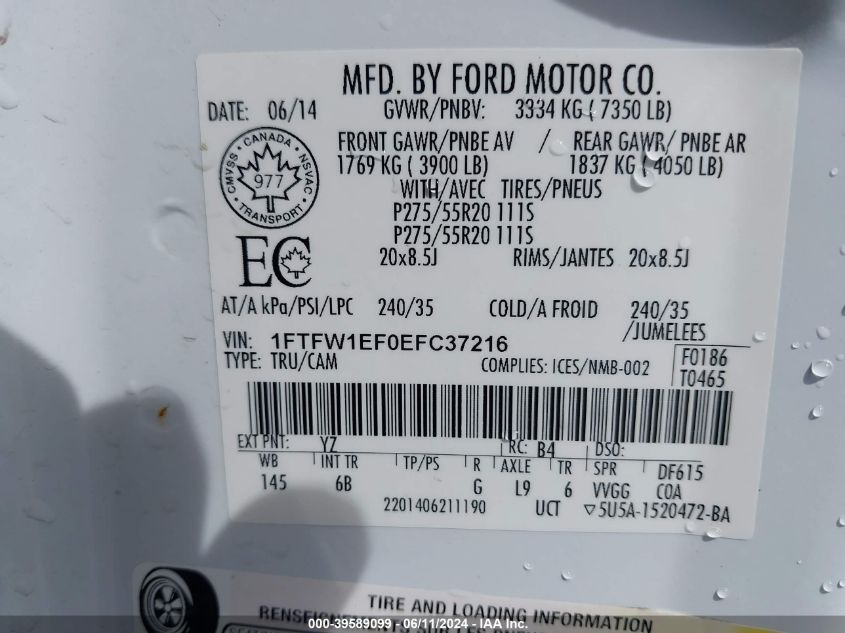 MFD. BY FORD MOTOR CO.
DATE: 06/14 GVWR/PNBV: 3334 KG ( 7350 LB)
FRONT GAWR/PNBE AV / REAR GAWR/ PNBE AR
1769 KG ( 3900 LB) 1837 KG ( 4050 LB)
WITH/AVEC TIRES/PNEUS
P275/55R20 111S
P275/55R20 111S
20x8.5J RIMS/JANTES 20x8.5J
CANADA
CMVSS NSVAC
977
TRANSPORT
EC
AT/A kPa/PSI/LPC 240/35 COLD/A FROID 240/35
/JUMELEES
VIN: 1FTFW1EF0EFC37216
TYPE: TRU/CAM COMPLIES: ICES/NMB-002 F0186
T0465
EXT PNT: YZ RC: B4 DSO:
WB INT TR TP/PS R AXLE TR SPR DF615
145 6B G L9 6 VVGG COA
2201406211190 UCT ▽5U5A-1520472-BA
TIRE AND LOADING INFORMATION
000-39589099 - 06/11/2024 - IAA Inc.